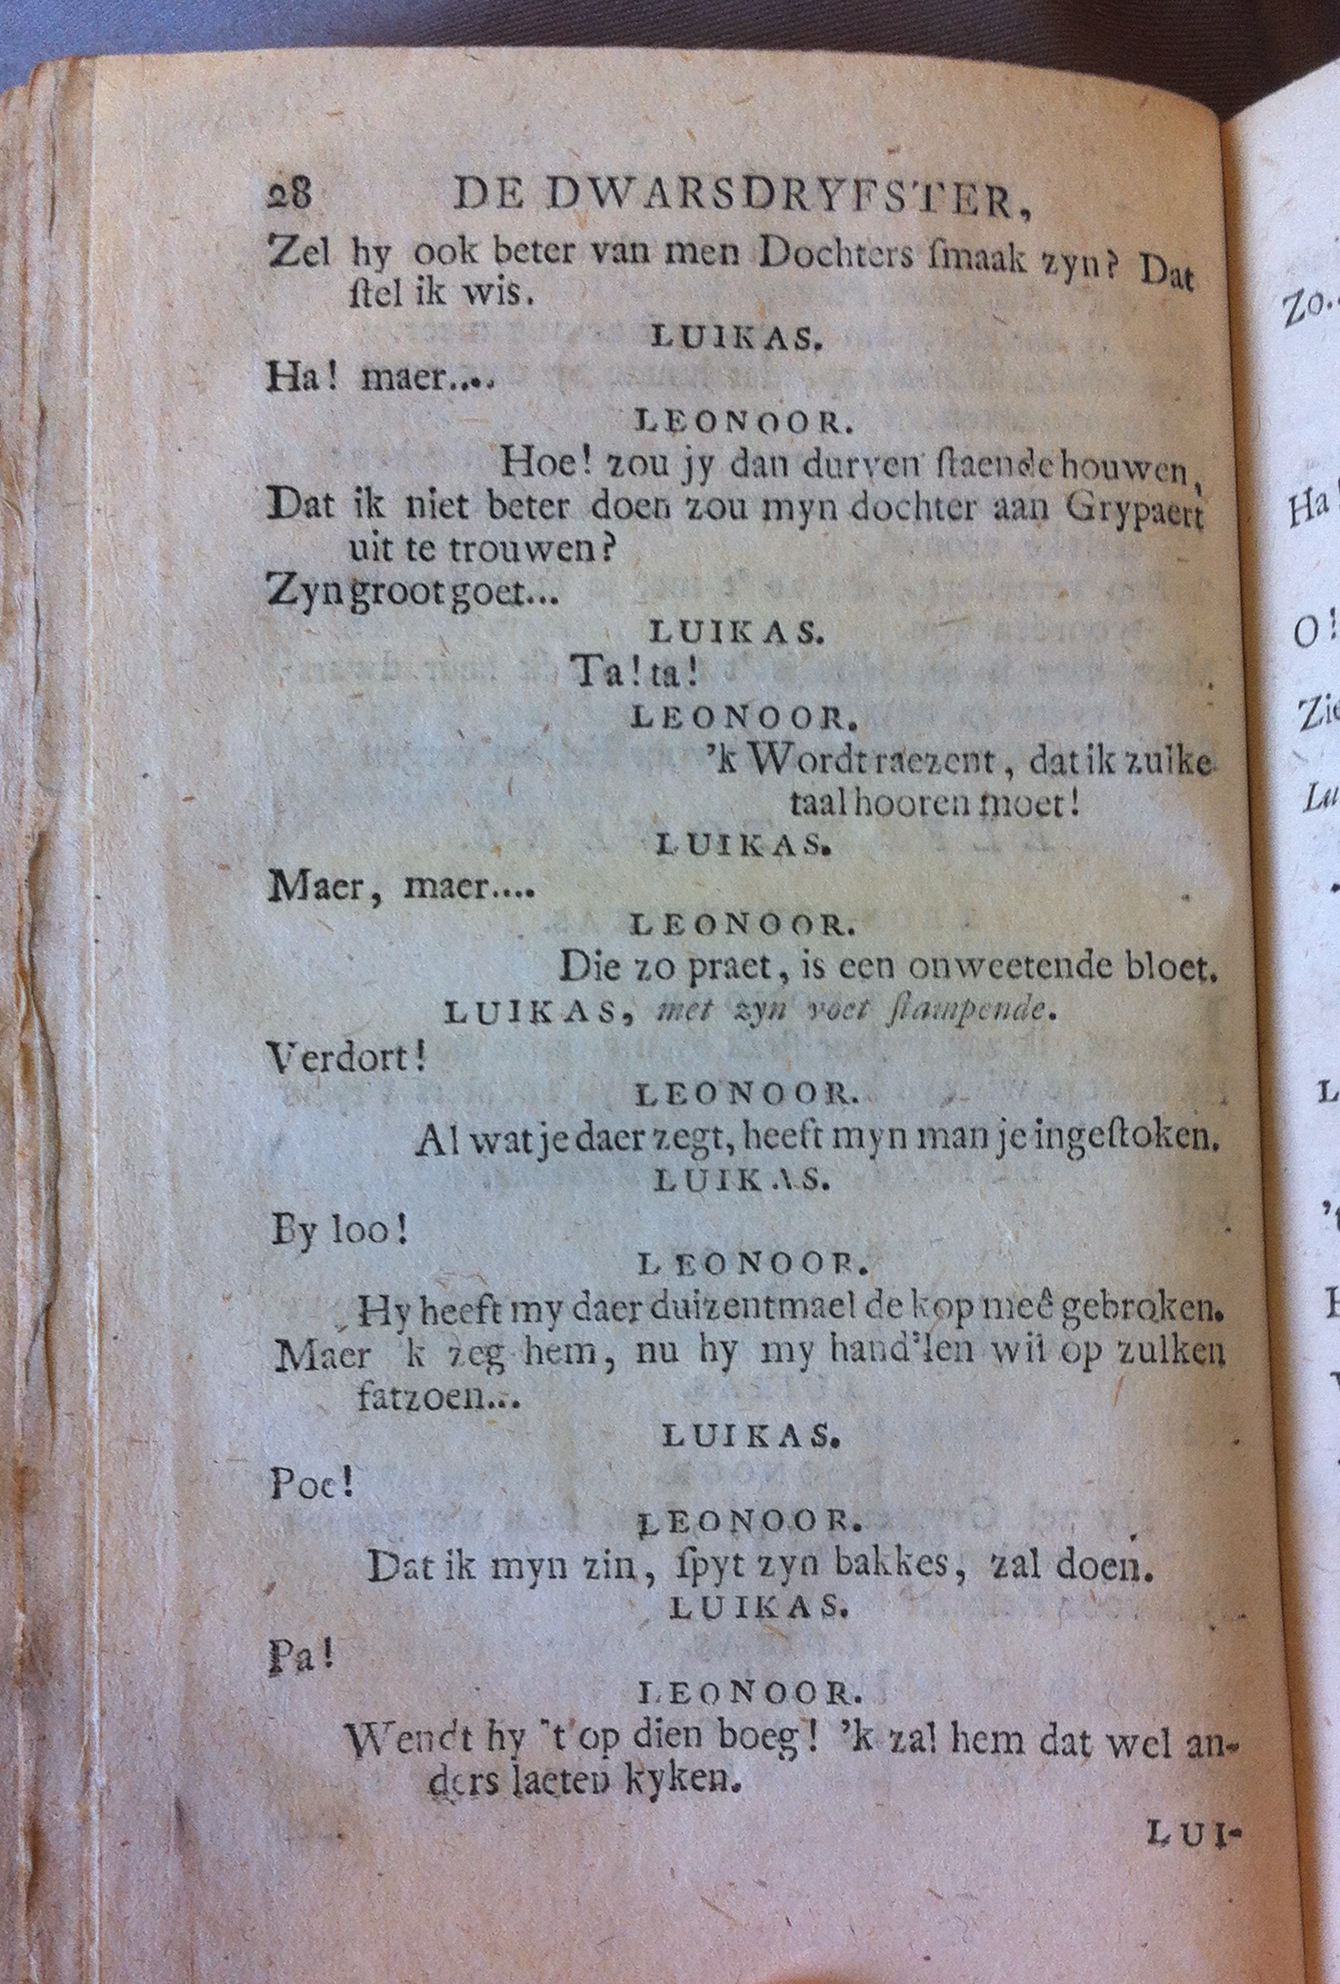 28 DE DWARSDRYFSTER,
Zel hy ook beter van men Dochters ſmaak zyn? Dat
ſtel ik wis.
LUIKAS.
Ha! maer....
LEONOOR.
Hoe! zou jy dan durven ſtaende houwen,
Dat ik niet beter doen zou myn dochter aan Grypaert
uit te trouwen?
Zyn groot goet...
LUIKAS.
Ta! ta!
LEONOOR.
'k Wordt raezent, dat ik zulke
taal hooren moet!
LUIKAS.
Maer, maer....
LEONOOR.
Die zo praet, is een onweetende bloet.
LUIKAS, met zyn voet ſtampende.
Verdort!
LEONOOR.
Al wat je daer zegt, heeft myn man je ingeſtoken.
LUIKAS.
By loo!
LEONOOR.
Hy heeft my daer duizentmael de kop meê gebroken.
Maer 'k zeg hem, nu hy my hand'len wil op zulken
fatzoen...
LUIKAS.
Poe!
LEONOOR.
Dat ik myn zin, ſpyt zyn bakkes, zal doen.
LUIKAS.
Pa!
LEONOOR.
Wendt hy 't op dien boeg! 'k zal hem dat wel an-
ders laeten kyken.
LUI-
Zo..
Ha!
O!